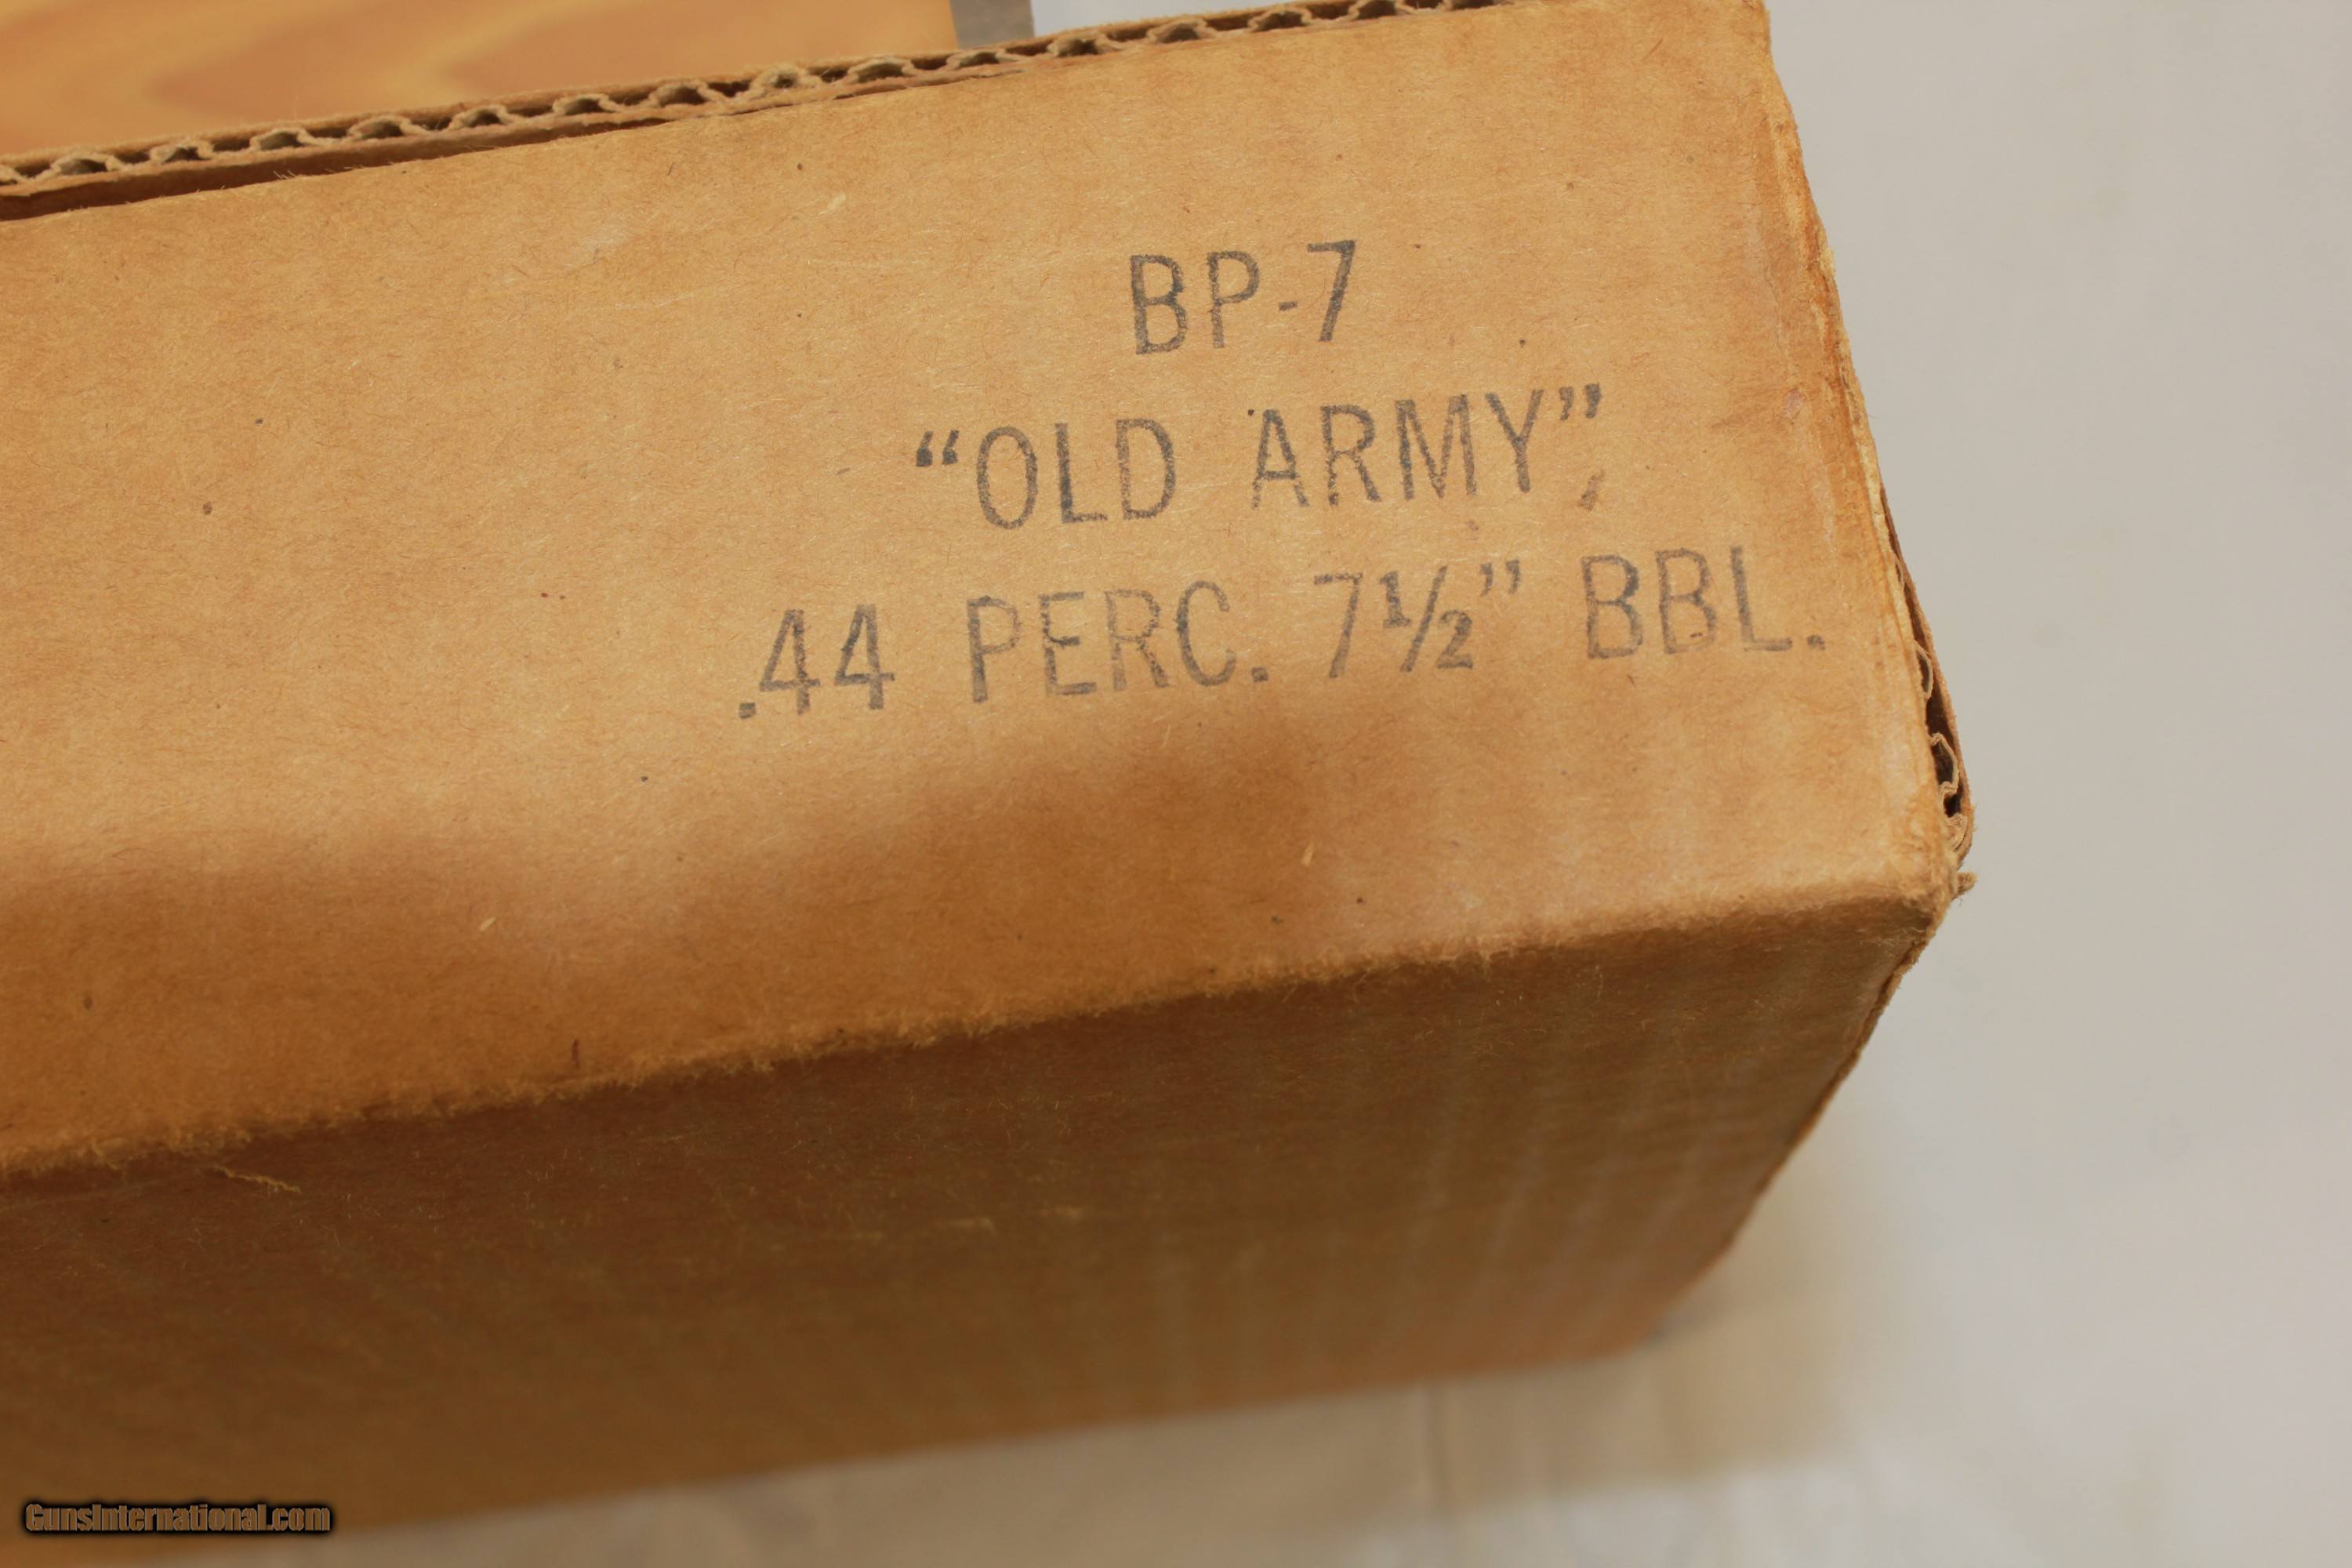 BP-7
“OLD ARMY”,
.44 PERC. 7½” BBL.
GunsInternational.com